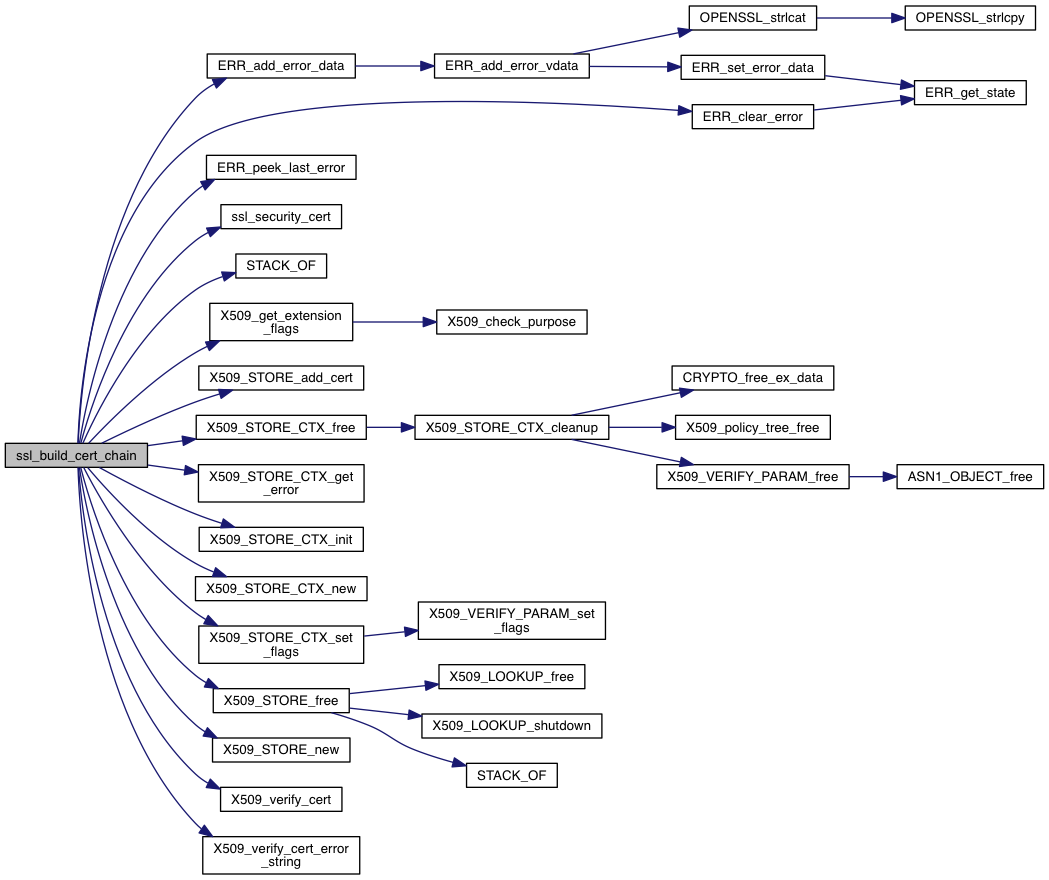 OPENSSL_strlcat
OPENSSL_strlcpy
ERR_add_error_data
ERR_add_error_vdata
ERR_set_error_data
ERR_get_state
ERR_clear_error
ERR_peek_last_error
ssl_security_cert
STACK_OF
X509_get_extension
_flags
X509_check_purpose
X509_STORE_add_cert
CRYPTO_free_ex_data
X509_STORE_CTX_free
X509_STORE_CTX_cleanup
X509_policy_tree_free
ssl_build_cert_chain
X509_STORE_CTX_get
_error
X509_VERIFY_PARAM_free
ASN1_OBJECT_free
X509_STORE_CTX_init
X509_STORE_CTX_new
X509_STORE_CTX_set
_flags
X509_VERIFY_PARAM_set
_flags
X509_LOOKUP_free
X509_STORE_free
X509_LOOKUP_shutdown
X509_STORE_new
STACK_OF
X509_verify_cert
X509_verify_cert_error
_string